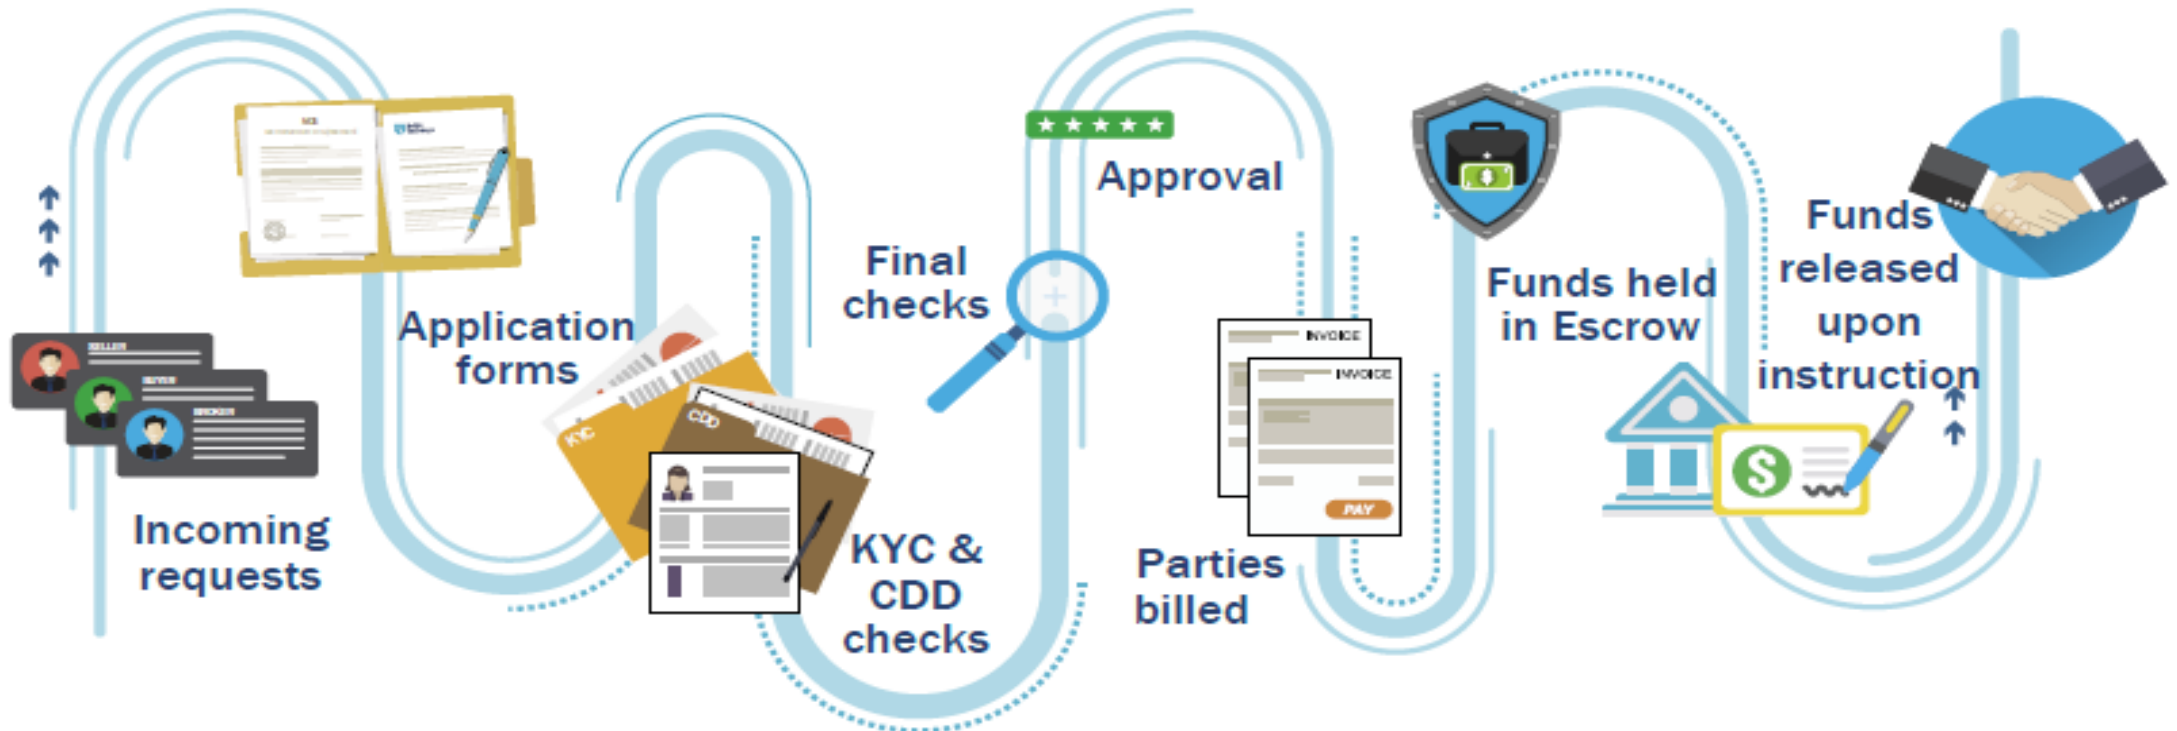 SELLER
BUYER
BROKER
Incoming
requests
Application
forms
KYC
CDD
KYC &
CDD
checks
Final
checks
Approval
INVOICE
INVOICE
PAY
Parties
billed
Funds held
in Escrow
$
Funds
released
upon
instruction